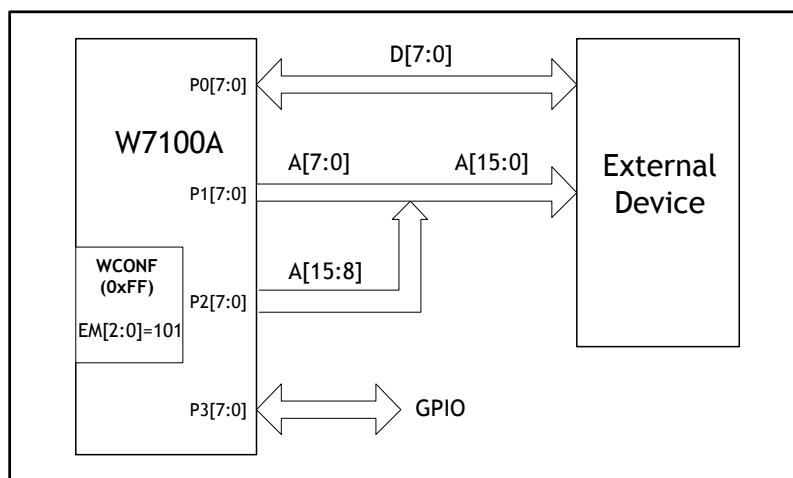 D[7:0]
P0[7:0]
W7100A
A[7:0]
A[15:0]
External
Device
P1[7:0]
WCONF
(0xFF)
A[15:8]
P2[7:0]
EM[2:0]=101
P3[7:0]
GPIO